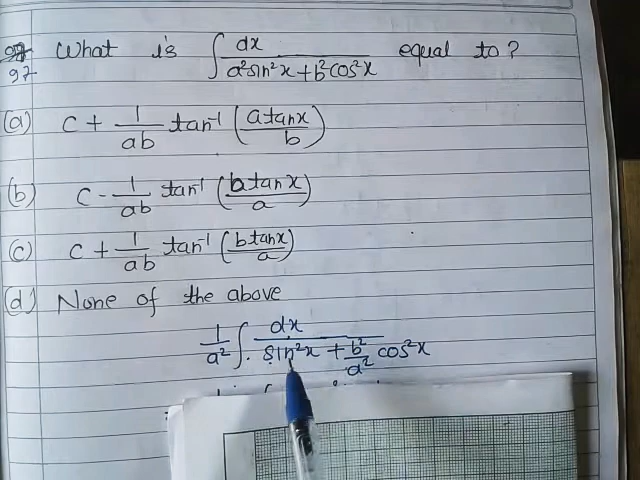 97 What is ∫ dx / (a²sin²x + b²cos²x) equal to?
(a) c + 1/ab tan⁻¹ (a tanx / b)
(b) c - 1/ab tan⁻¹ (b tanx / a)
(c) c + 1/ab tan⁻¹ (b tanx / a)
(d) None of the above
1/a² ∫ dx / (sin²x + b²/a² cos²x)